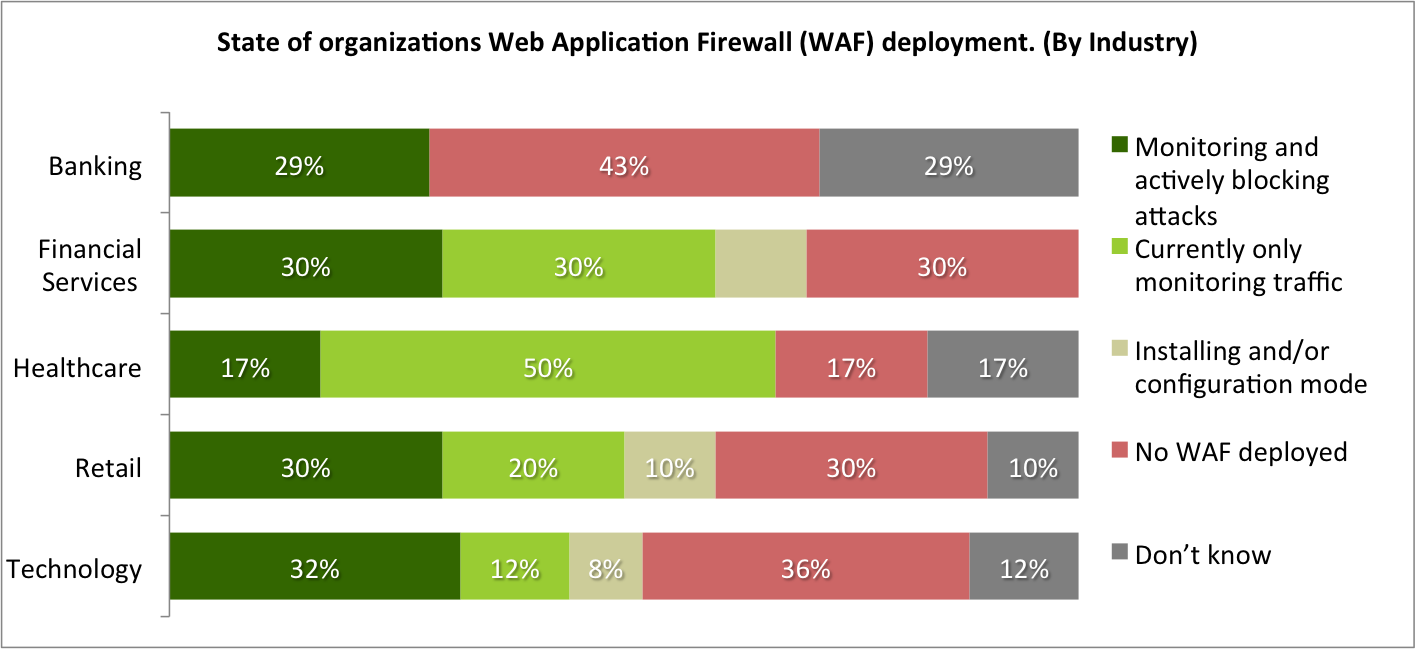 State of organizations Web Application Firewall (WAF) deployment. (By Industry)
Banking
29%
43%
29%
Financial
Services
30%
30%
30%
Healthcare
17%
50%
17%
17%
Retail
30%
20%
10%
30%
10%
Technology
32%
12%
8%
36%
12%
Monitoring and
actively blocking
attacks
Currently only
monitoring traffic
Installing and/or
configuration mode
No WAF deployed
Don’t know